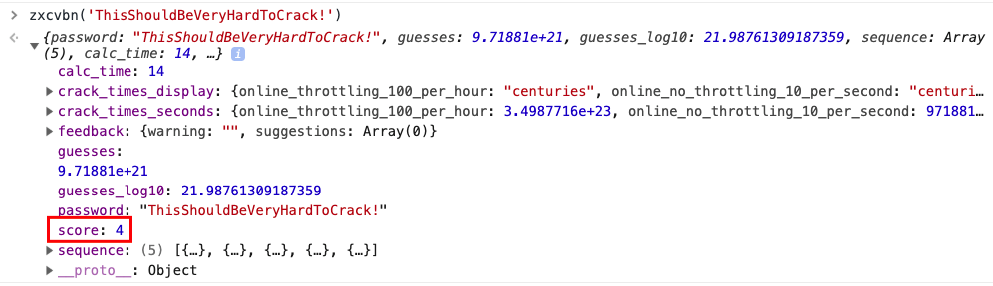 > zxcvbn('ThisShouldBeVeryHardToCrack!')
{password: "ThisShouldBeVeryHardToCrack!", guesses: 9.71881e+21, guesses_log10: 21.98761309187359, sequence: Array
(5), calc_time: 14, …} i
calc_time: 14
crack_times_display: {online_throttling_100_per_hour: "centuries", online_no_throttling_10_per_second: "centuri…
crack_times_seconds: {online_throttling_100_per_hour: 3.4987716e+23, online_no_throttling_10_per_second: 971881…
feedback: {warning: "", suggestions: Array(0)}
guesses:
9.71881e+21
guesses_log10: 21.98761309187359
password: "ThisShouldBeVeryHardToCrack!"
score: 4
sequence: (5) [{…}, {…}, {…}, {…}, {…}]
__proto__: Object